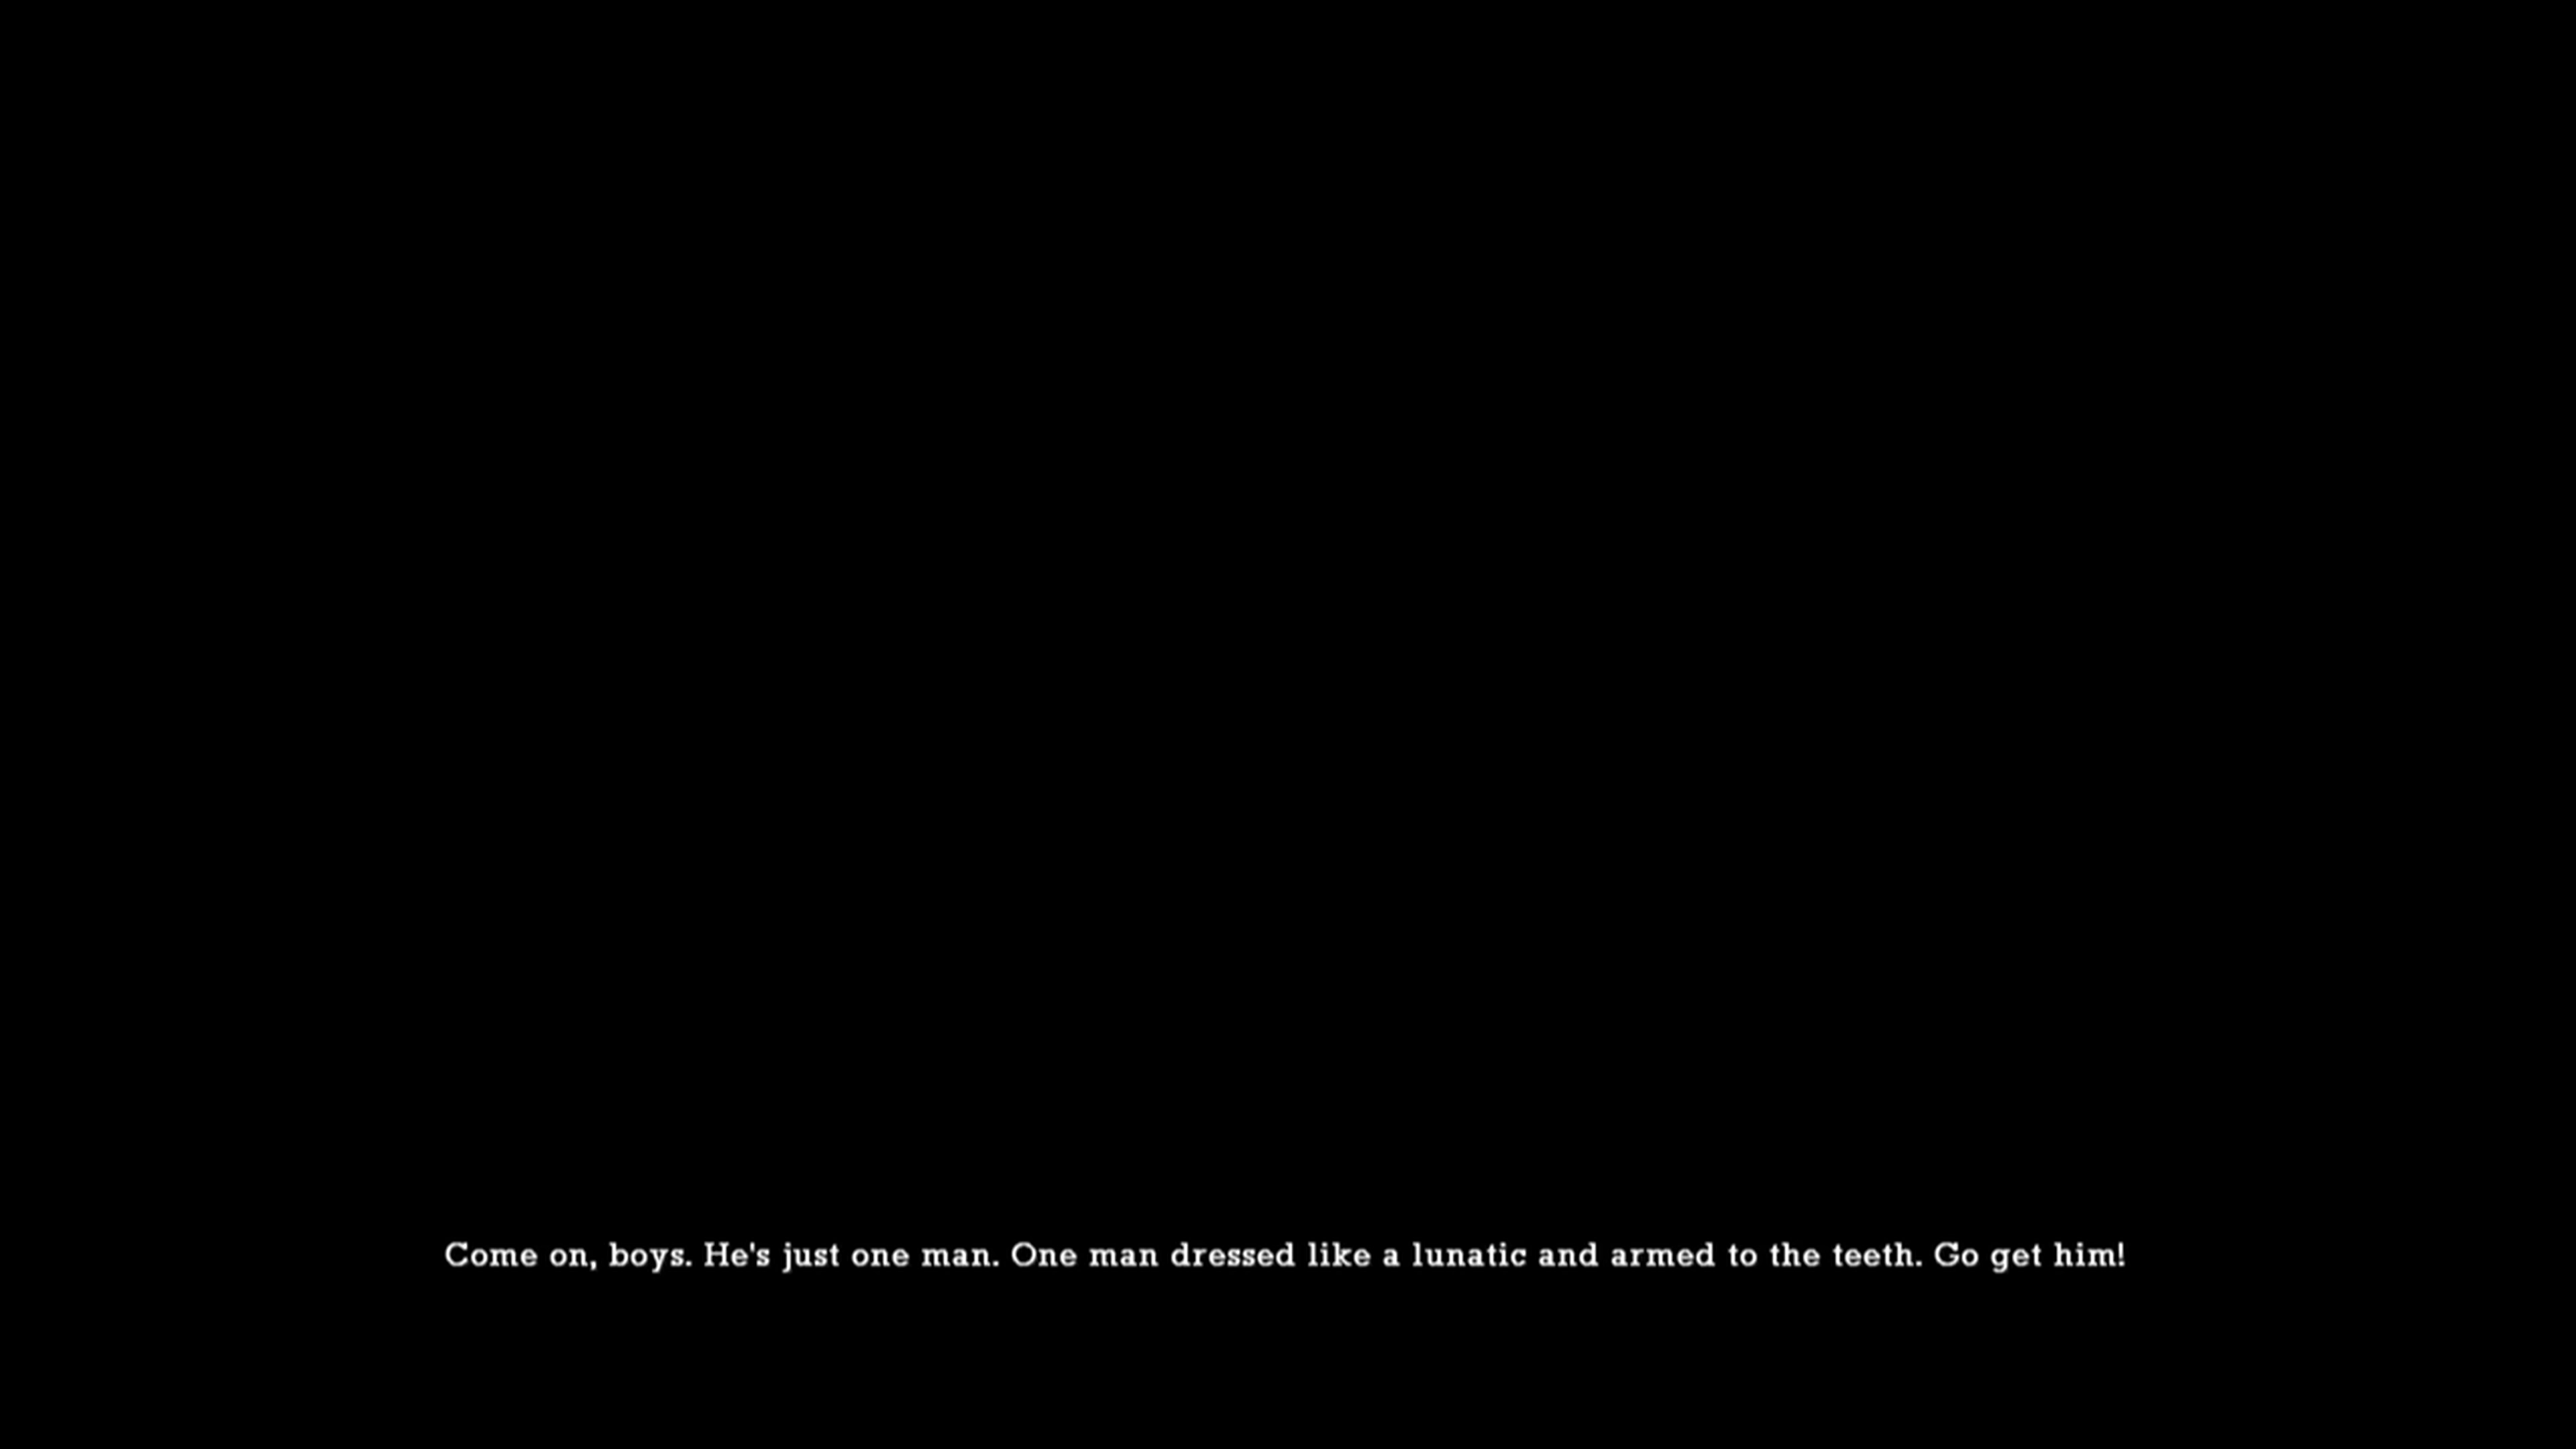 Come on, boys. He's just one man. One man dressed like a lunatic and armed to the teeth. Go get him!